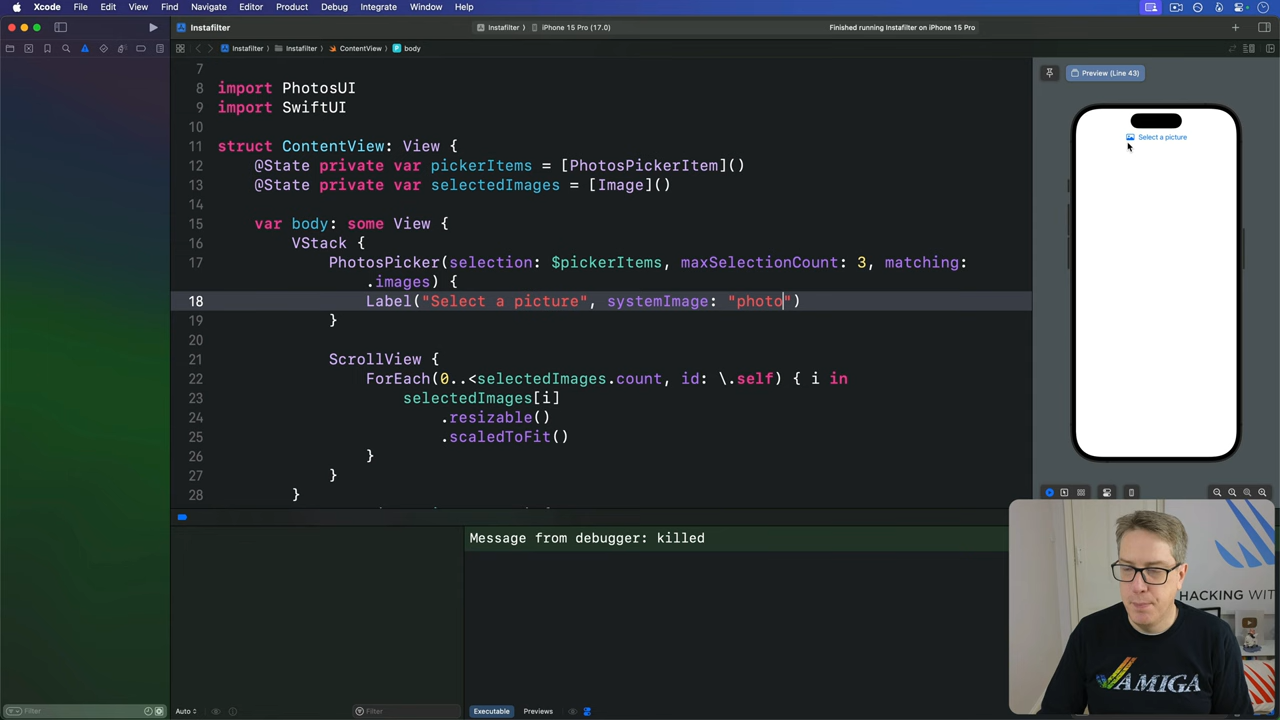 Xcode File Edit View Find Navigate Editor Product Debug Integrate Window Help
Instafilter
Instafilter › iPhone 15 Pro (17.0)
Finished running Instafilter on iPhone 15 Pro
Instafilter › Instafilter › ContentView › body
7
8 import PhotosUI
9 import SwiftUI
10
11 struct ContentView: View {
12 @State private var pickerItems = [PhotosPickerItem]()
13 @State private var selectedImages = [Image]()
14
15 var body: some View {
16 VStack {
17 PhotosPicker(selection: $pickerItems, maxSelectionCount: 3, matching:
.images) {
18 Label("Select a picture", systemImage: "photo")
19 }
20
21 ScrollView {
22 ForEach(0..<selectedImages.count, id: \.self) { i in
23 selectedImages[i]
24 .resizable()
25 .scaledToFit()
26 }
27 }
28 }
Preview (Line 43)
Select a picture
Message from debugger: killed
HACKING WIT
AMIGA
Filter
Auto
Filter
Executable
Previews